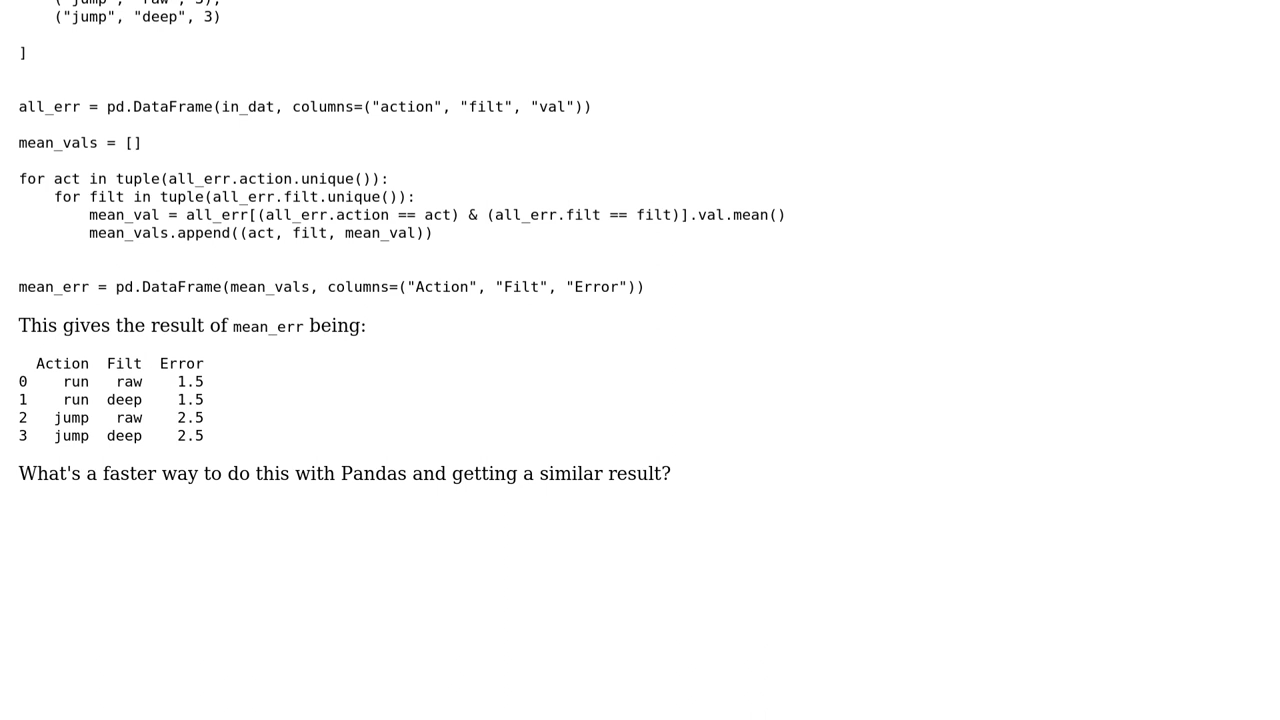 ("jump", "raw", 3),
    ("jump", "deep", 3)
]
all_err = pd.DataFrame(in_dat, columns=("action", "filt", "val"))
mean_vals = []
for act in tuple(all_err.action.unique()):
    for filt in tuple(all_err.filt.unique()):
        mean_val = all_err[(all_err.action == act) & (all_err.filt == filt)].val.mean()
        mean_vals.append((act, filt, mean_val))
mean_err = pd.DataFrame(mean_vals, columns=("Action", "Filt", "Error"))
This gives the result of mean_err being:
  Action  Filt  Error
0    run   raw    1.5
1    run  deep    1.5
2   jump   raw    2.5
3   jump  deep    2.5
What's a faster way to do this with Pandas and getting a similar result?